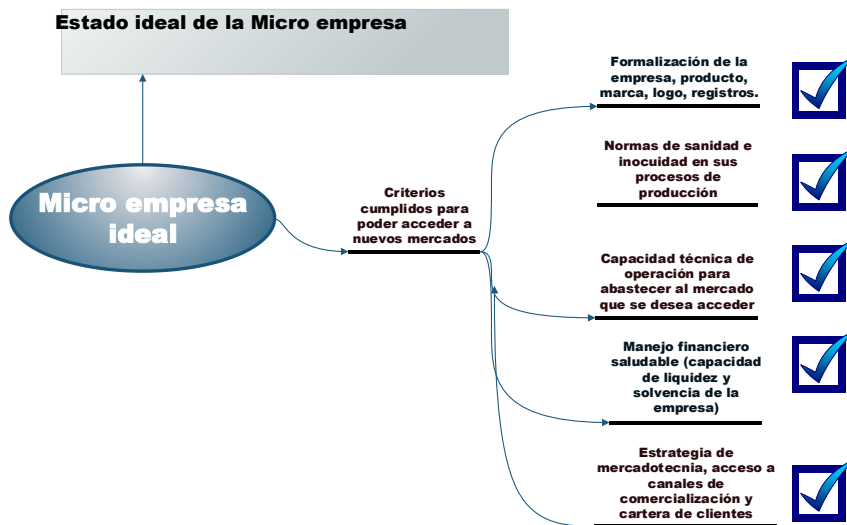 Estado ideal de la Micro empresa
Micro empresa
ideal
Criterios
cumplidos para
poder acceder a
nuevos mercados
Formalización de la
empresa, producto,
marca, logo, registros.
Normas de sanidad e
inocuidad en sus
procesos de
producción
Capacidad técnica de
operación para
abastecer al mercado
que se desea acceder
Manejo financiero
saludable (capacidad
de liquidez y
solvencia de la
empresa)
Estrategia de
mercadotecnia, acceso a
canales de
comercialización y
cartera de clientes